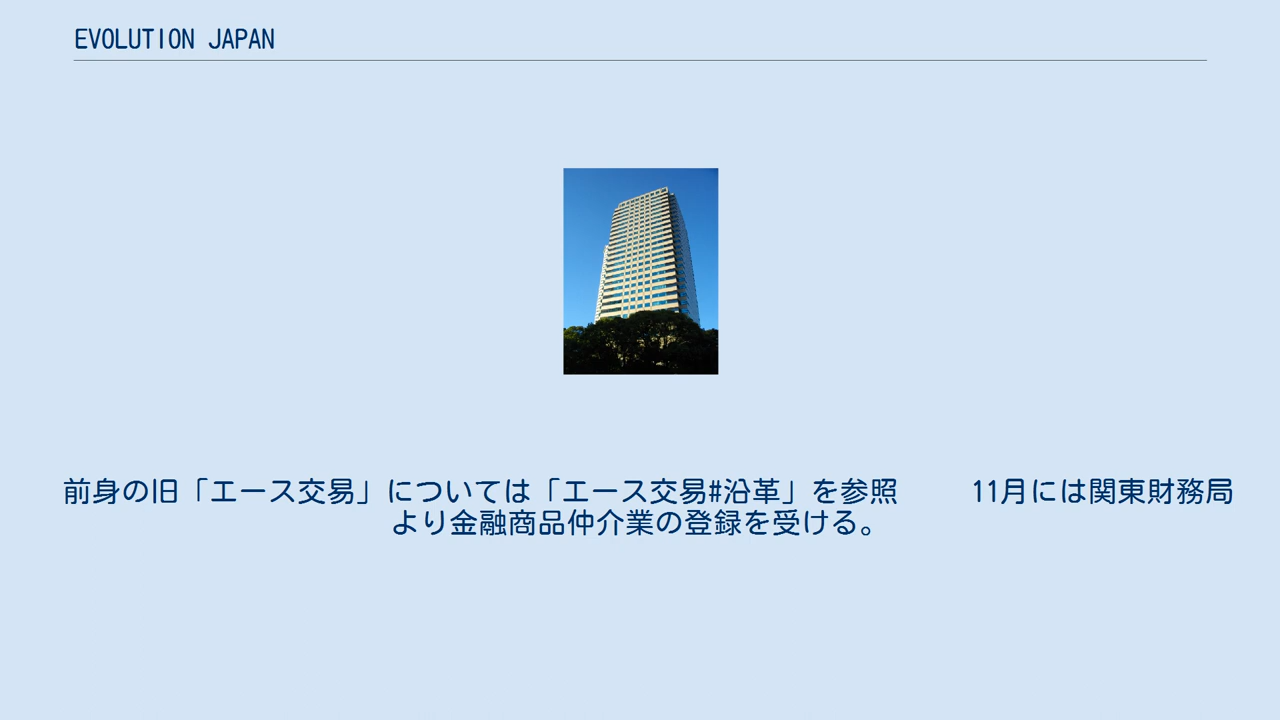 EVOLUTION JAPAN
前身の旧「エース交易」については「エース交易#沿革」を参照　　11月には関東財務局
より金融商品仲介業の登録を受ける。